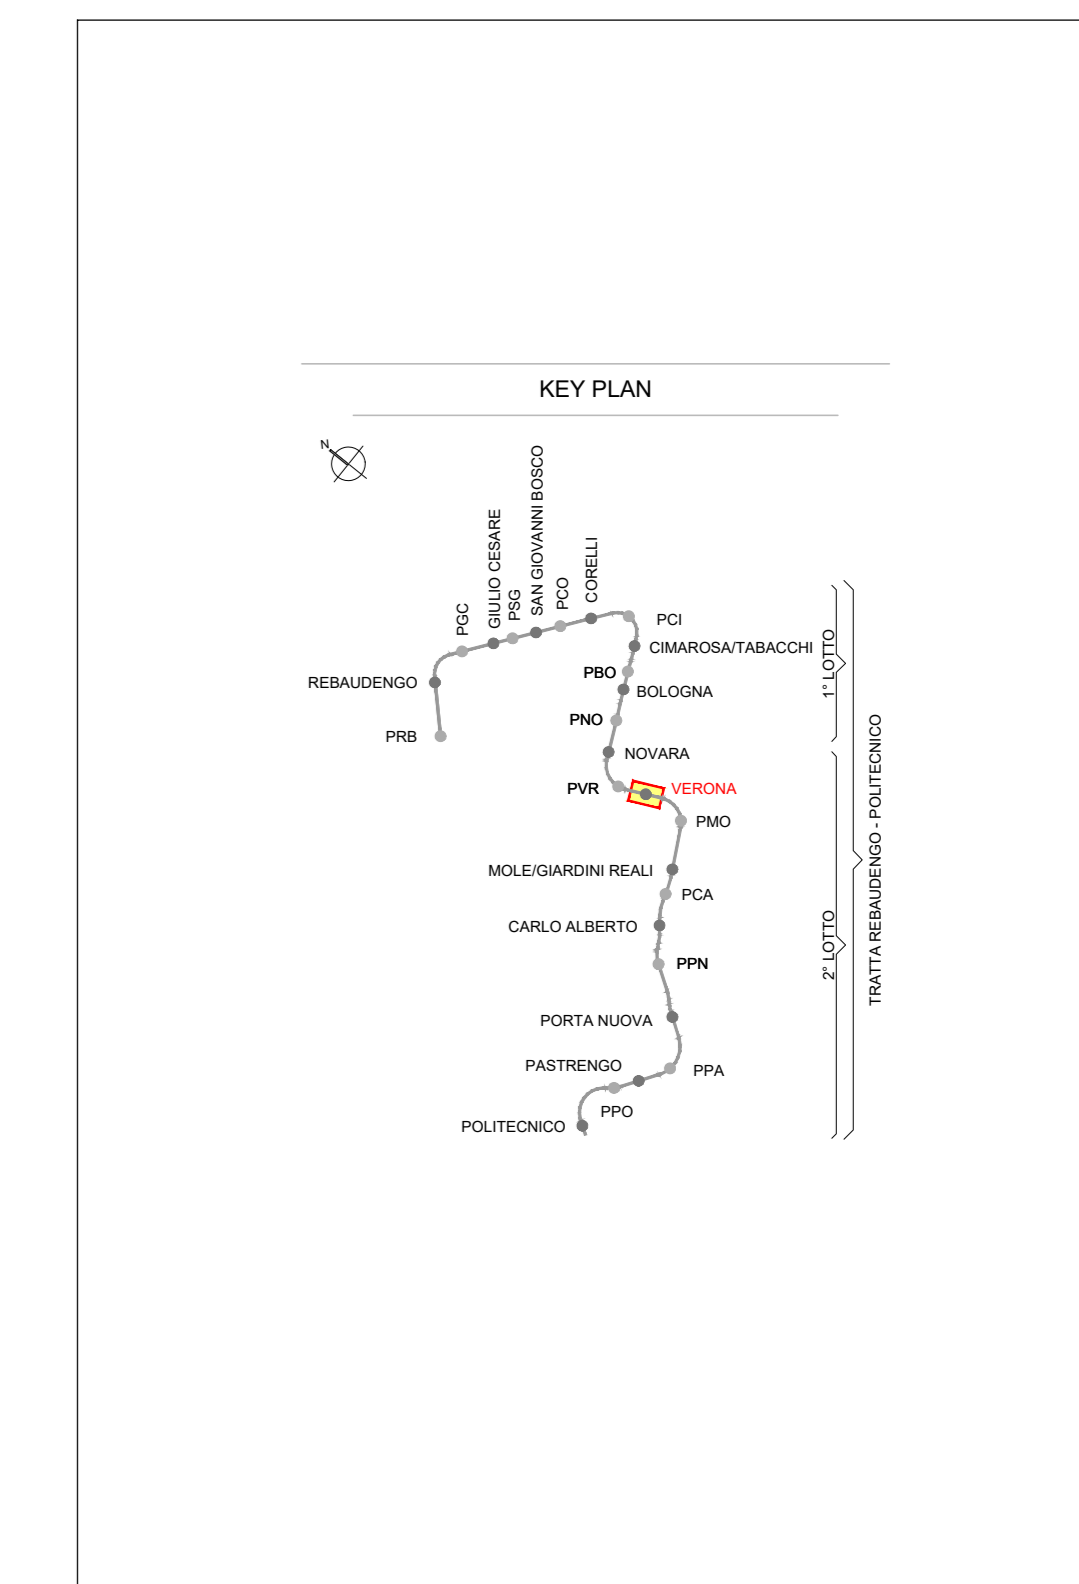 KEY PLAN
N
SAN GIOVANNI BOSCO
GIULIO CESARE
CORELLI
PCO
PSG
PGC
PCI
CIMAROSA/TABACCHI
1° LOTTO
PBO
REBAUDENGO
BOLOGNA
PNO
PRB
NOVARA
PVR
VERONA
PMO
TRATTA REBAUDENGO - POLITECNICO
MOLE/GIARDINI REALI
PCA
CARLO ALBERTO
2° LOTTO
PPN
PORTA NUOVA
PASTRENGO
PPA
PPO
POLITECNICO